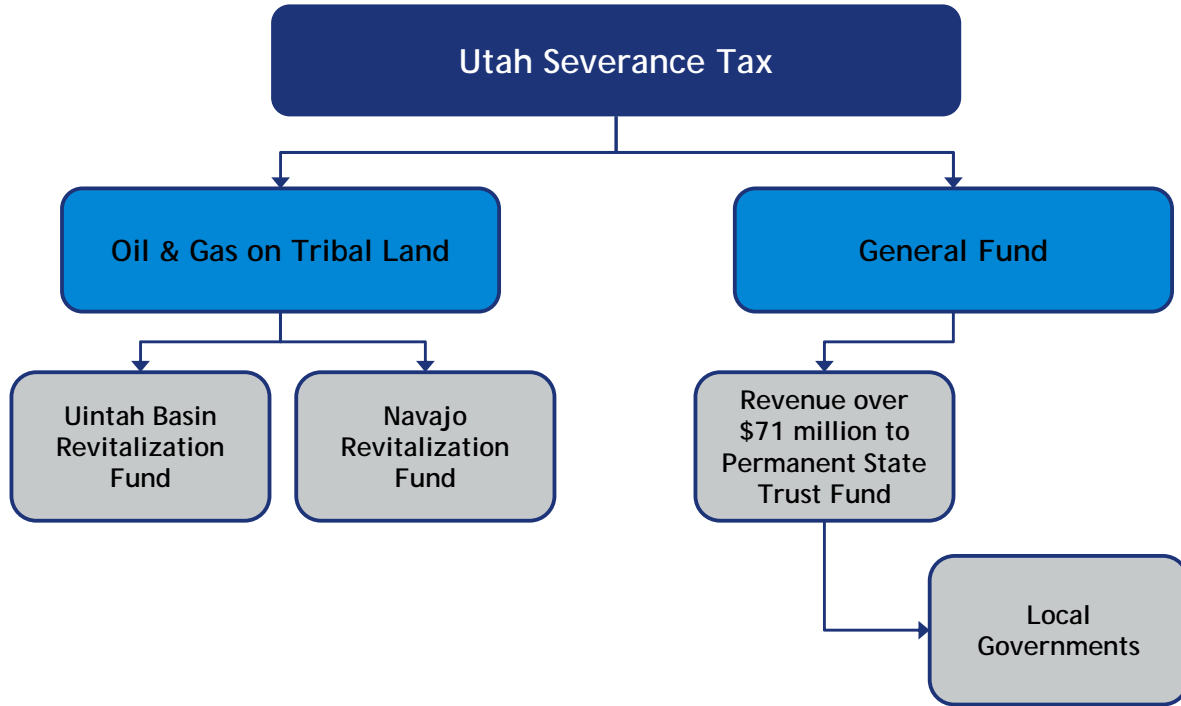 Utah Severance Tax
Oil & Gas on Tribal Land
General Fund
Uintah Basin
Revitalization
Fund
Navajo
Revitalization
Fund
Revenue over
$71 million to
Permanent State
Trust Fund
Local
Governments